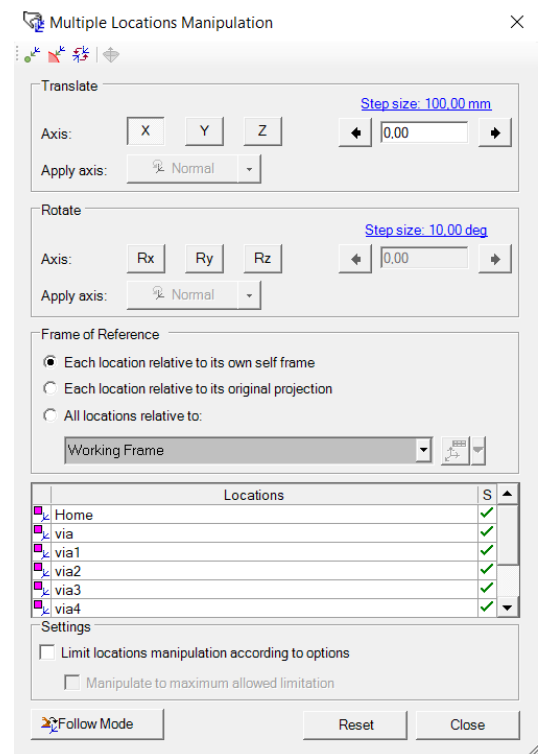 Multiple Locations Manipulation
Translate
Step size: 100,00 mm
Axis: X Y Z 0,00
Apply axis: Normal
Rotate
Step size: 10,00 deg
Axis: Rx Ry Rz 0,00
Apply axis: Normal
Frame of Reference
Each location relative to its own self frame
Each location relative to its original projection
All locations relative to:
Working Frame
Locations S
Home
via
via1
via2
via3
via4
Settings
Limit locations manipulation according to options
Manipulate to maximum allowed limitation
Follow Mode Reset Close